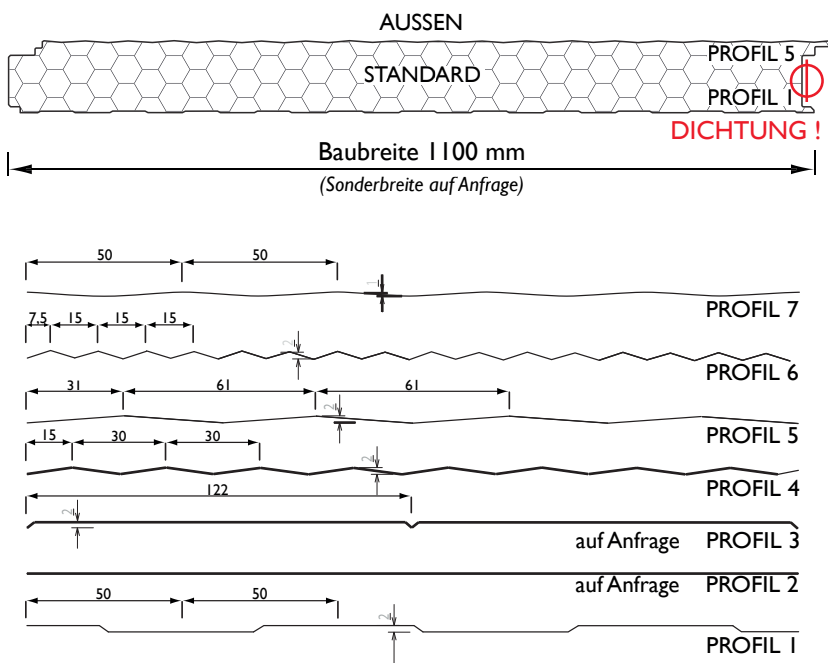 AUSSEN
PROFIL 5
STANDARD
PROFIL 1
DICHTUNG !
Baubreite 1100 mm
(Sonderbreite auf Anfrage)
50 50
1
PROFIL 7
7,5 15 15 15
2
PROFIL 6
31 61 61
2
PROFIL 5
15 30 30
2
PROFIL 4
122
2
auf Anfrage PROFIL 3
auf Anfrage PROFIL 2
50 50
2
PROFIL 1